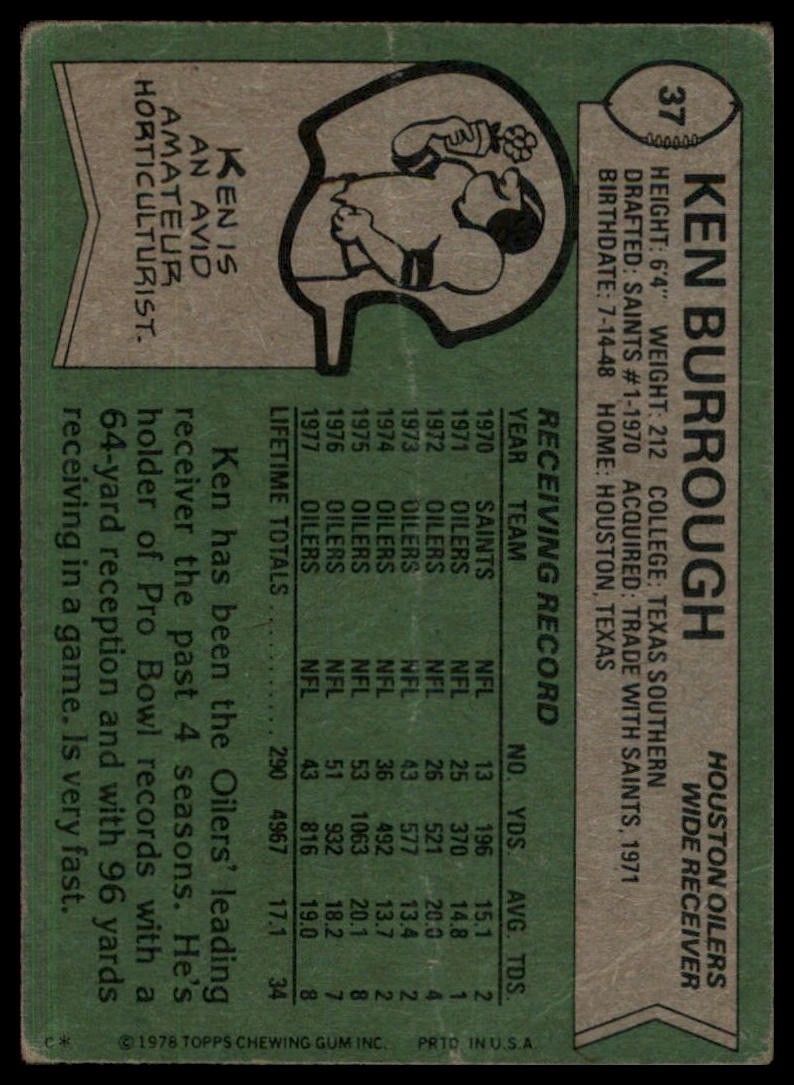 37
KEN BURROUGH
HOUSTON OILERS
WIDE RECEIVER
HEIGHT: 6'4" WEIGHT: 212 COLLEGE: TEXAS SOUTHERN
DRAFTED: SAINTS #1-1970 ACQUIRED: TRADE WITH SAINTS, 1971
BIRTHDATE: 7-14-48 HOME: HOUSTON, TEXAS
KEN IS
AN AVID
AMATEUR
HORTICULTURIST.
RECEIVING RECORD
YEAR TEAM NO. YDS. AVG. TDS.
1970 SAINTS NFL 13 196 15.1 2
1971 OILERS NFL 25 370 14.8 1
1972 OILERS NFL 26 521 20.0 4
1973 OILERS NFL 43 577 13.4 2
1974 OILERS NFL 36 492 13.7 2
1975 OILERS NFL 53 1063 20.1 8
1976 OILERS NFL 51 932 18.2 7
1977 OILERS NFL 43 816 19.0 8
LIFETIME TOTALS ............ 290 4967 17.1 34
Ken has been the Oilers' leading
receiver the past 4 seasons. He's
holder of Pro Bowl records with a
64-yard reception and with 96 yards
receiving in a game. Is very fast.
©1978 TOPPS CHEWING GUM INC. PRTD. IN U.S.A.
C*